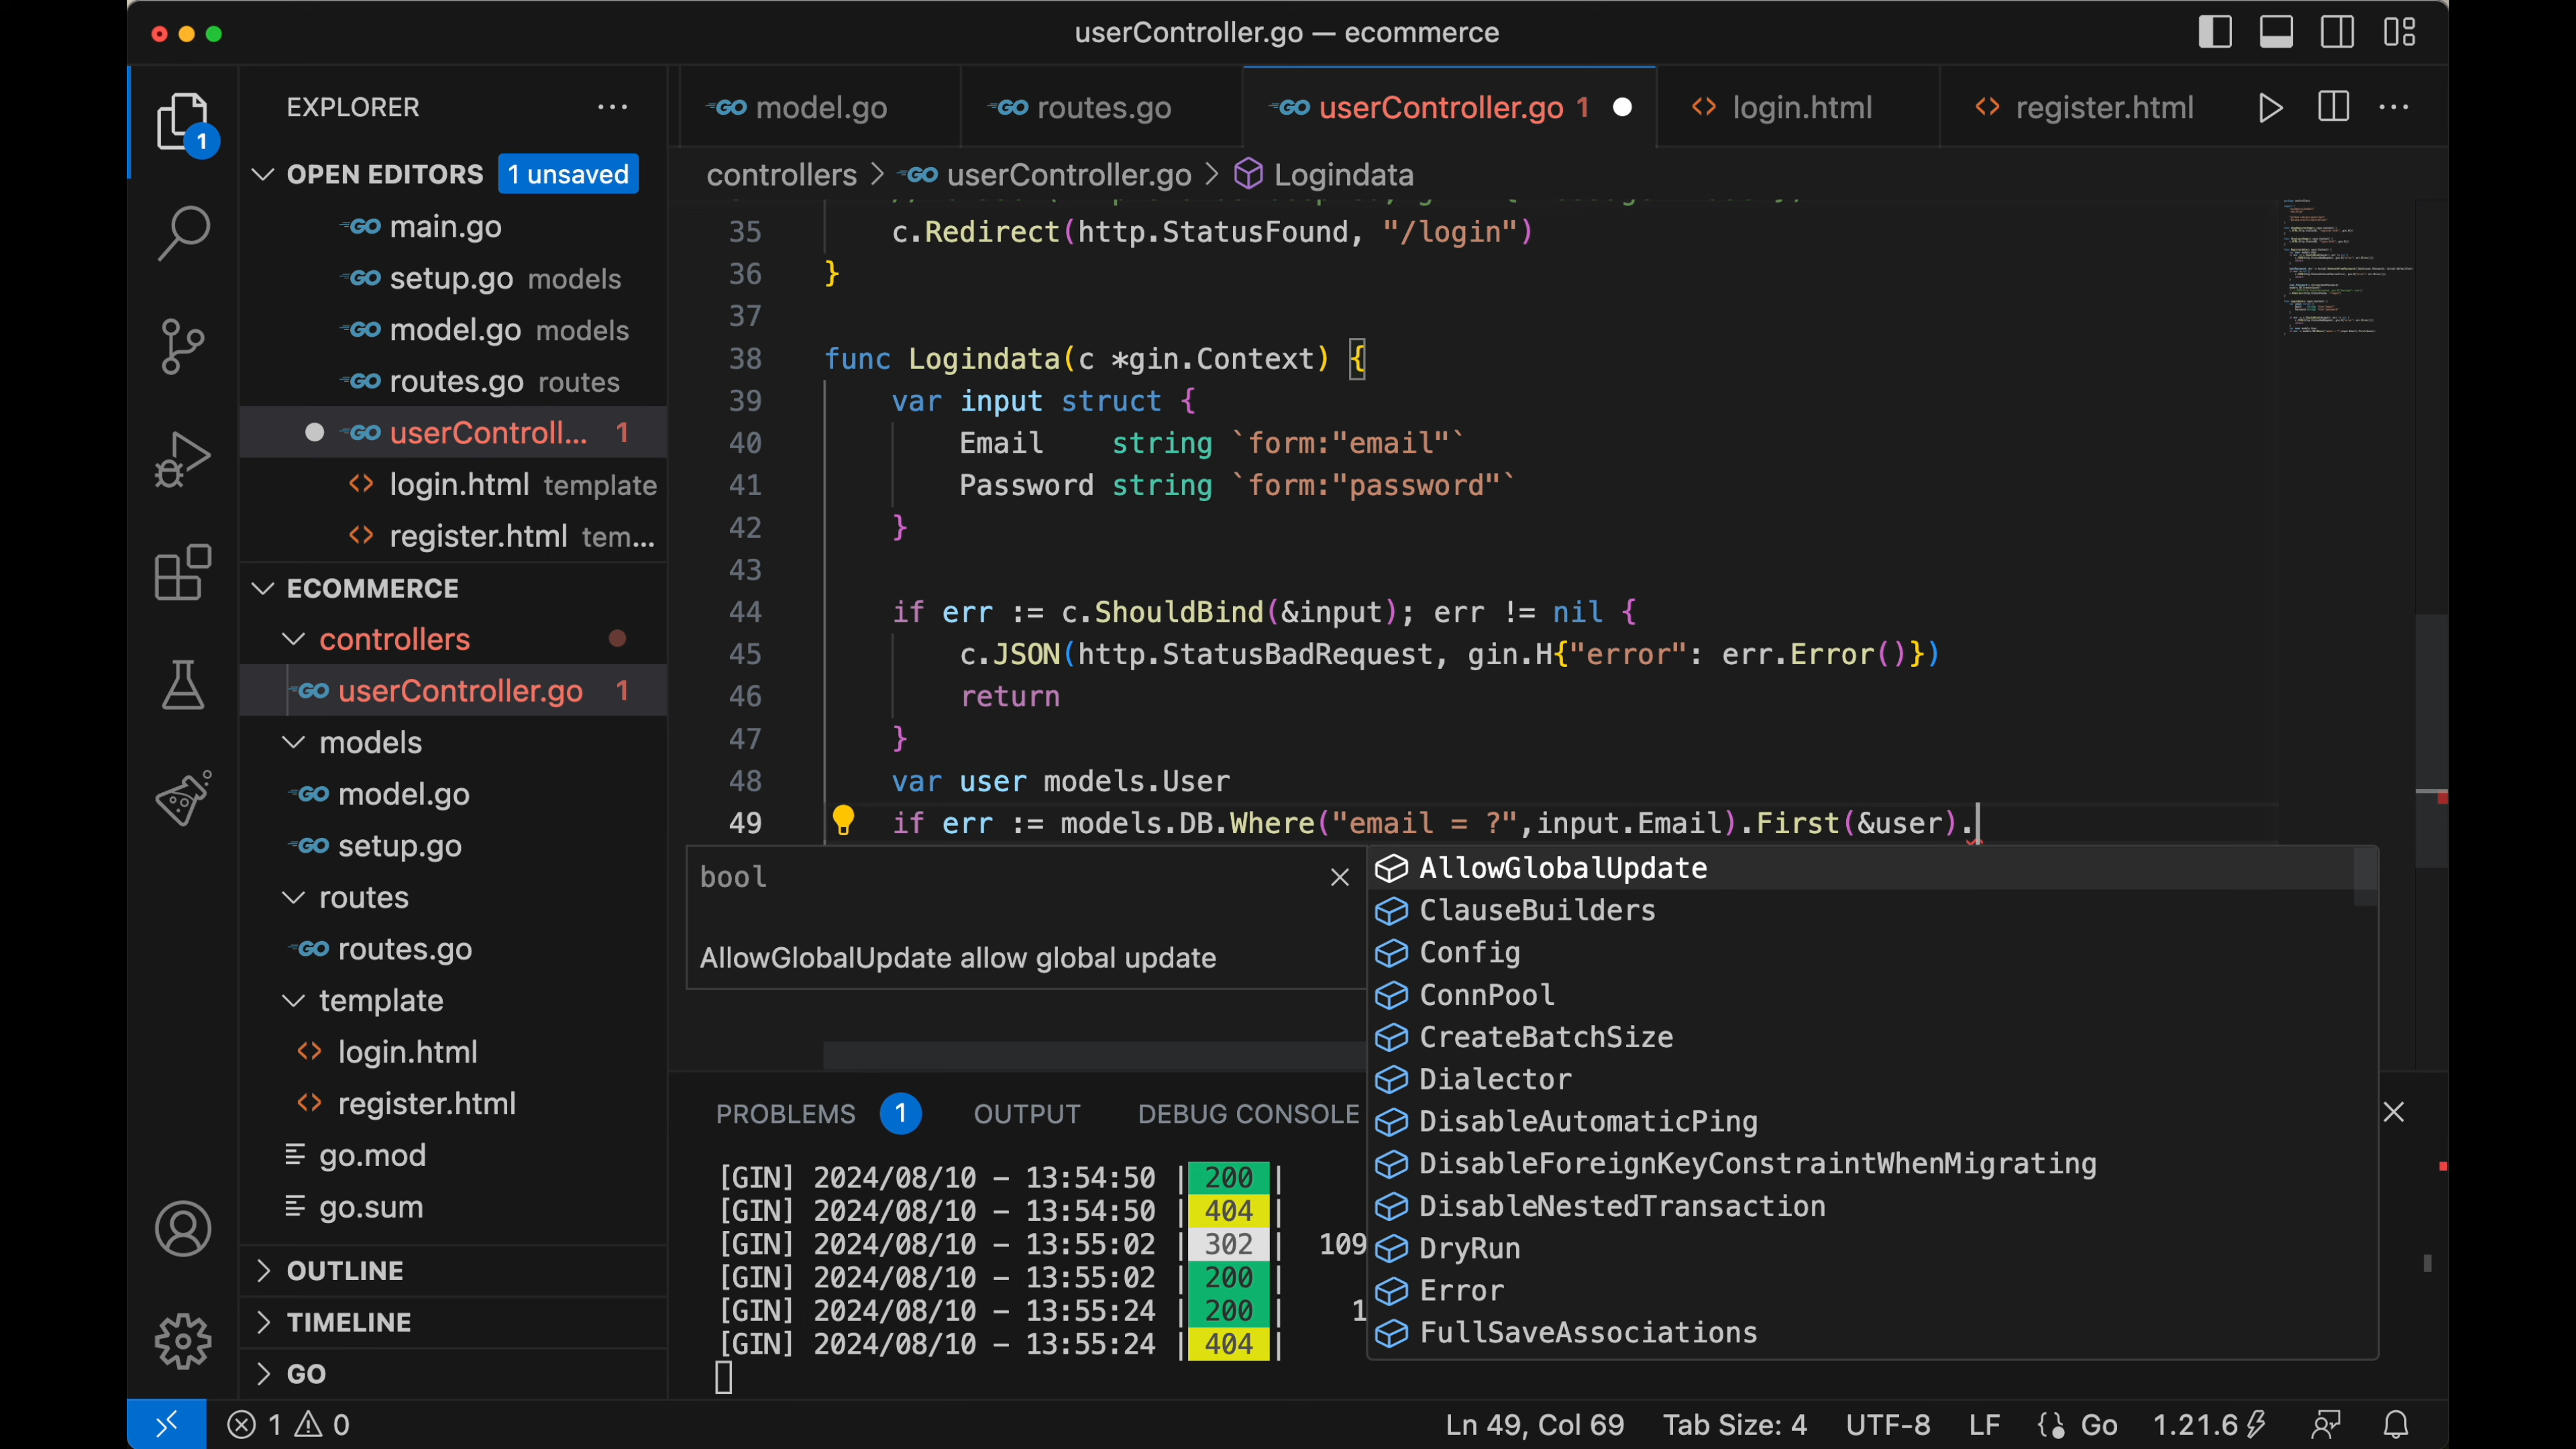 userController.go — ecommerce
EXPLORER
model.go
routes.go
userController.go 1
login.html
register.html
1
OPEN EDITORS 1 unsaved
controllers > userController.go > Logindata
main.go
setup.go models
model.go models
routes.go routes
userControll... 1
login.html template
register.html tem...
ECOMMERCE
controllers
userController.go 1
models
model.go
setup.go
routes
routes.go
template
login.html
register.html
go.mod
go.sum
OUTLINE
TIMELINE
GO
35 c.Redirect(http.StatusFound, "/login")
36 }
37
38 func Logindata(c *gin.Context) {
39 var input struct {
40 Email string `form:"email"`
41 Password string `form:"password"`
42 }
43
44 if err := c.ShouldBind(&input); err != nil {
45 c.JSON(http.StatusBadRequest, gin.H{"error": err.Error()})
46 return
47 }
48 var user models.User
49 if err := models.DB.Where("email = ?",input.Email).First(&user).
bool
AllowGlobalUpdate allow global update
AllowGlobalUpdate
ClauseBuilders
Config
ConnPool
CreateBatchSize
Dialector
DisableAutomaticPing
DisableForeignKeyConstraintWhenMigrating
DisableNestedTransaction
DryRun
Error
FullSaveAssociations
PROBLEMS 1 OUTPUT DEBUG CONSOLE
[GIN] 2024/08/10 – 13:54:50 | 200 |
[GIN] 2024/08/10 – 13:54:50 | 404 |
[GIN] 2024/08/10 – 13:55:02 | 302 | 109
[GIN] 2024/08/10 – 13:55:02 | 200 |
[GIN] 2024/08/10 – 13:55:24 | 200 | 1
[GIN] 2024/08/10 – 13:55:24 | 404 |
1 0
Ln 49, Col 69 Tab Size: 4 UTF-8 LF {} Go 1.21.6